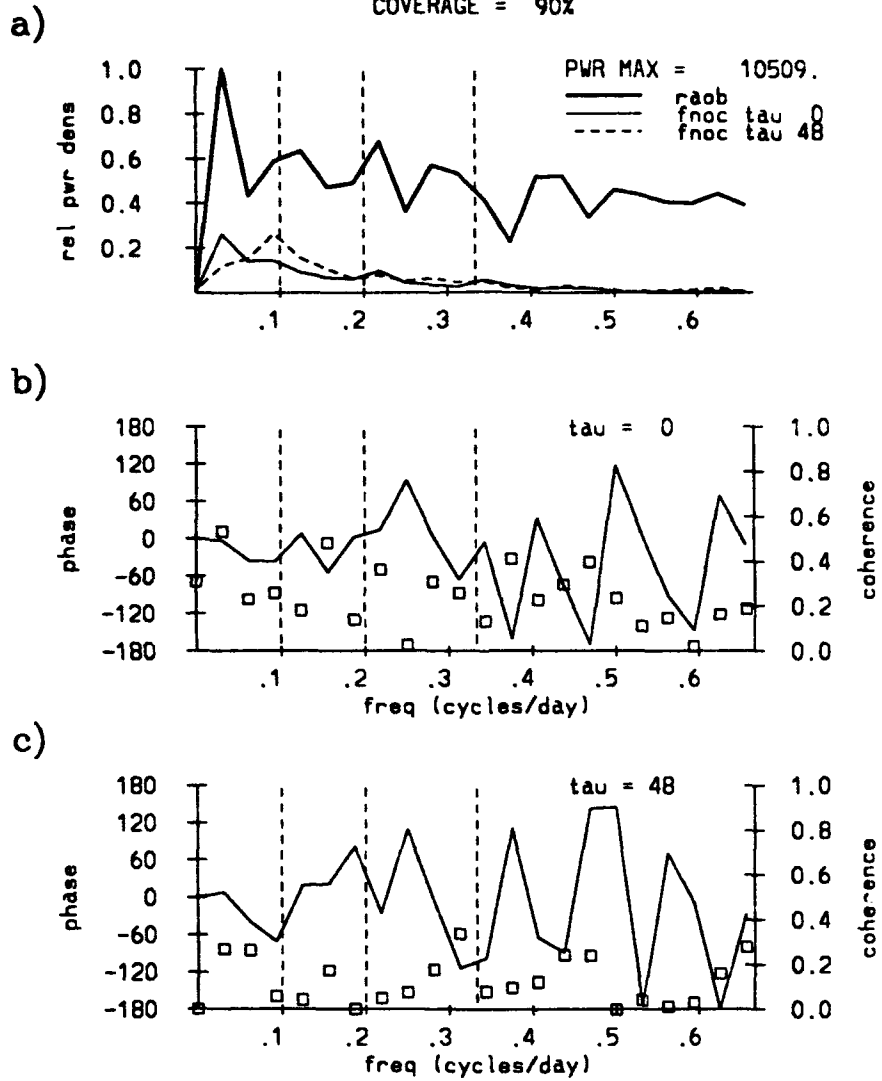 COVERAGE = 90%
a)
PWR MAX = 10509.
raob
fnoc tau 0
fnoc tau 48
rel pwr dens
1.0
0.8
0.6
0.4
0.2
.1 .2 .3 .4 .5 .6
b)
tau = 0
phase
180
120
60
0
-60
-120
-180
coherence
1.0
0.8
0.6
0.4
0.2
0.0
.1 .2 .3 .4 .5 .6
freq (cycles/day)
c)
tau = 48
phase
180
120
60
0
-60
-120
-180
coherence
1.0
0.8
0.6
0.4
0.2
0.0
.1 .2 .3 .4 .5 .6
freq (cycles/day)